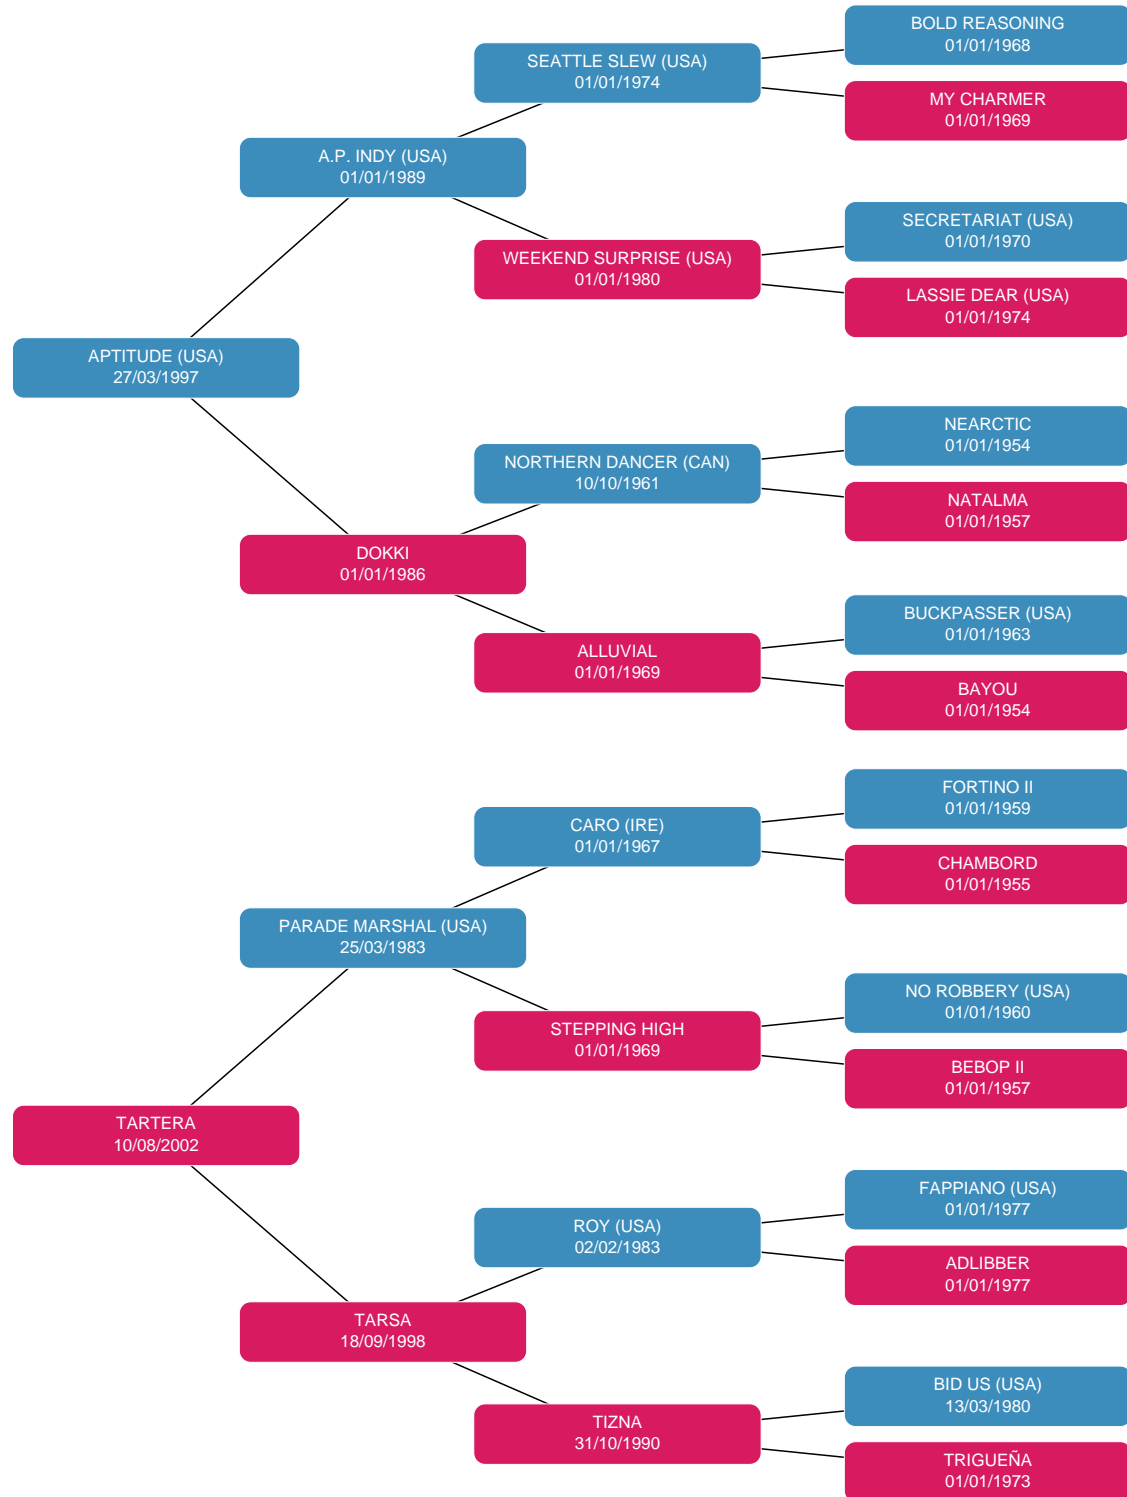 BOLD REASONING
01/01/1968
SEATTLE SLEW (USA)
01/01/1974
MY CHARMER
01/01/1969
A.P. INDY (USA)
01/01/1989
SECRETARIAT (USA)
01/01/1970
WEEKEND SURPRISE (USA)
01/01/1980
LASSIE DEAR (USA)
01/01/1974
APTITUDE (USA)
27/03/1997
NEARCTIC
01/01/1954
NORTHERN DANCER (CAN)
10/10/1961
NATALMA
01/01/1957
DOKKI
01/01/1986
BUCKPASSER (USA)
01/01/1963
ALLUVIAL
01/01/1969
BAYOU
01/01/1954
FORTINO II
01/01/1959
CARO (IRE)
01/01/1967
CHAMBORD
01/01/1955
PARADE MARSHAL (USA)
25/03/1983
NO ROBBERY (USA)
01/01/1960
STEPPING HIGH
01/01/1969
BEBOP II
01/01/1957
TARTERA
10/08/2002
FAPPIANO (USA)
01/01/1977
ROY (USA)
02/02/1983
ADLIBBER
01/01/1977
TARSA
18/09/1998
BID US (USA)
13/03/1980
TIZNA
31/10/1990
TRIGUEÑA
01/01/1973